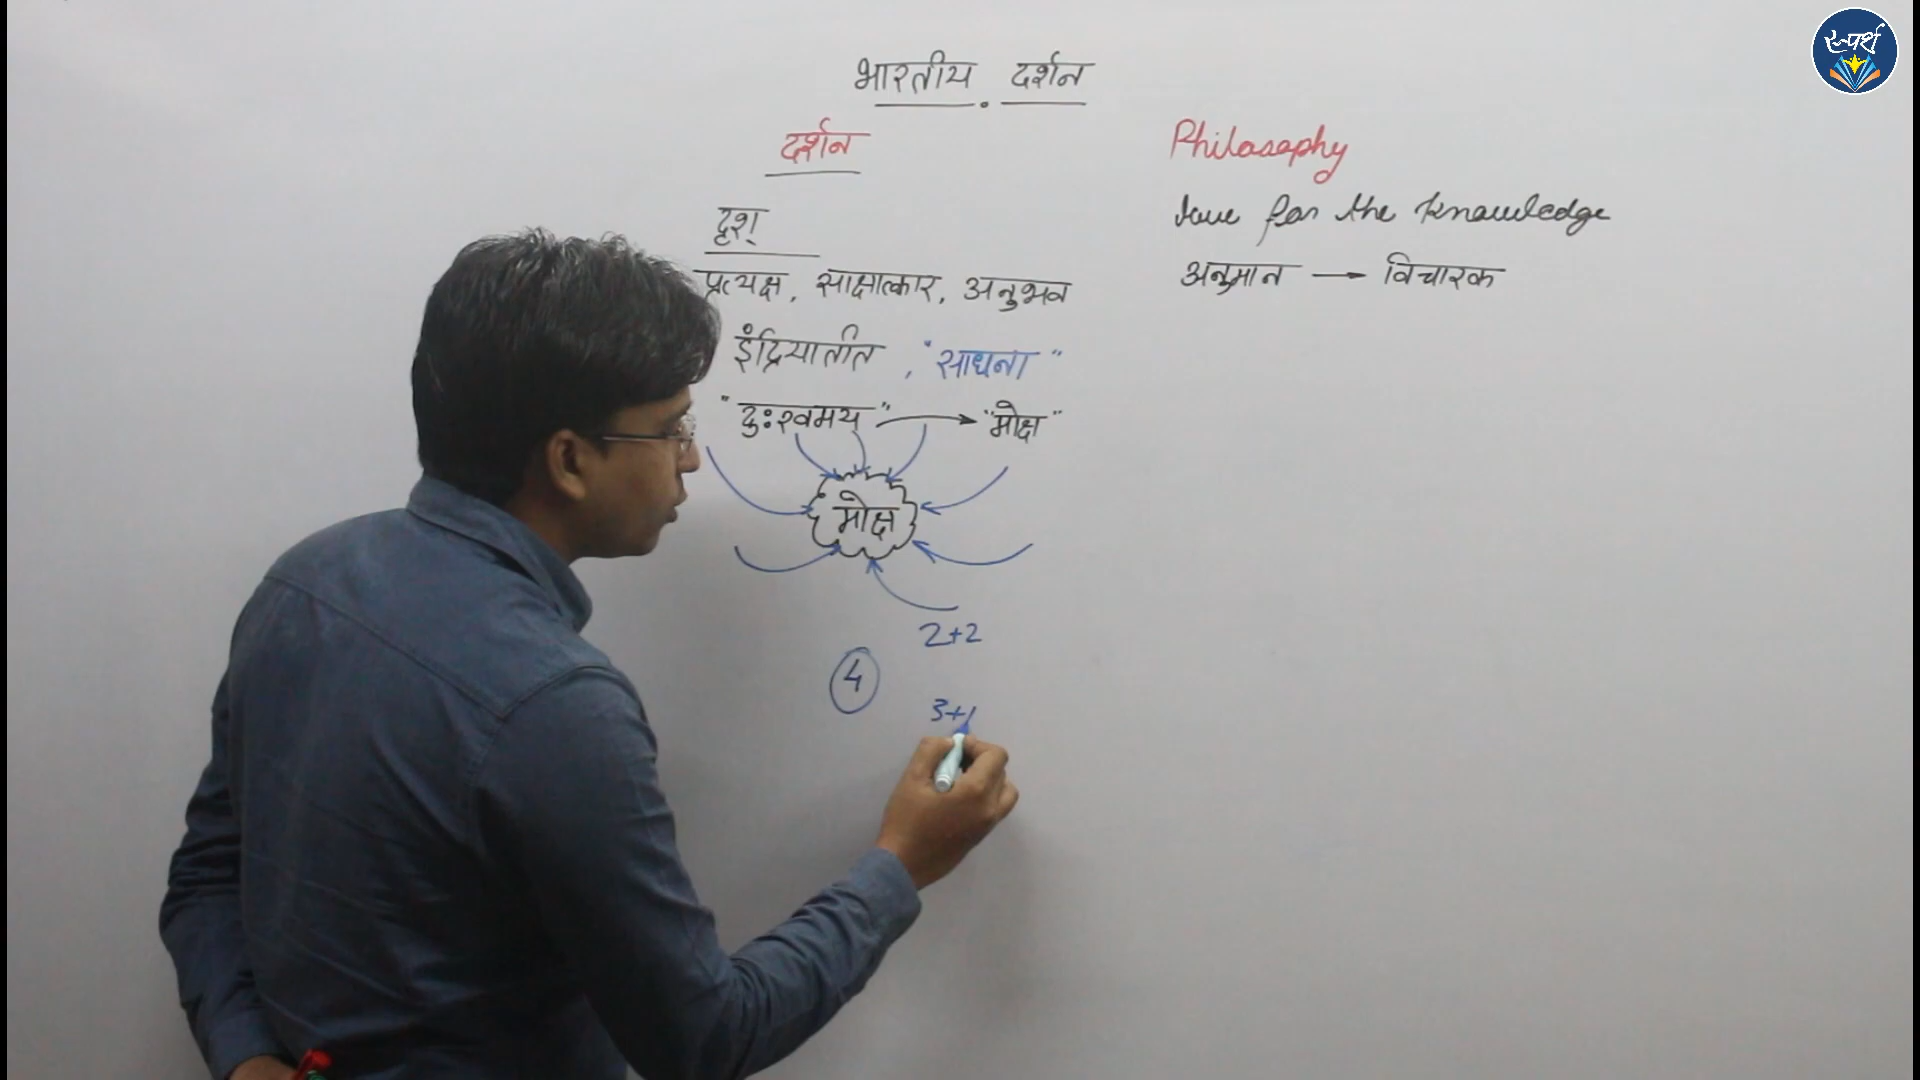 भारतीय दर्शन
दर्शन
दृश्
प्रत्यक्ष, साक्षात्कार, अनुभव
इंद्रियातीत, "साधना"
"दुःखमय" → "मोक्ष"
मोक्ष
2+2
4
3+1
Philosophy
Love for the knowledge
अनुमान → विचारक
स्पर्श